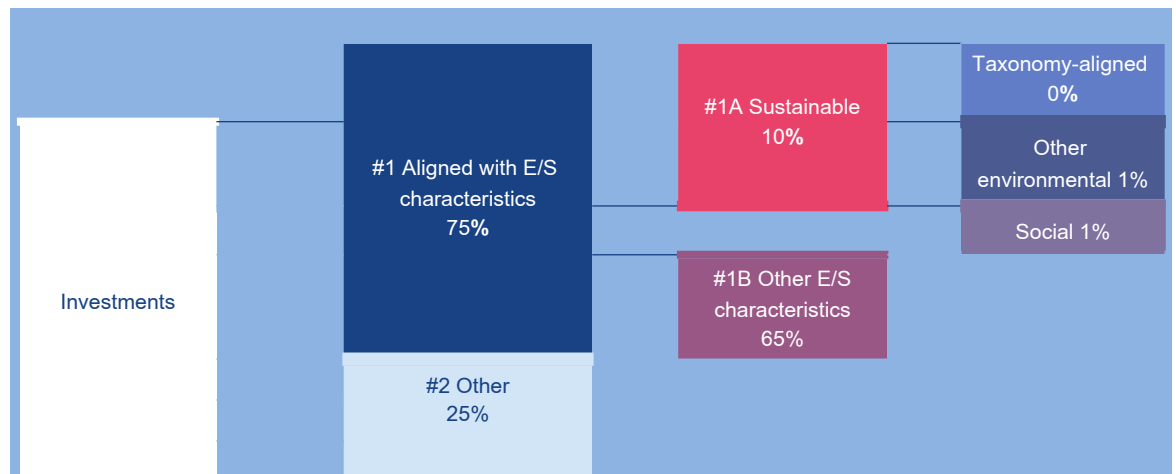 Investments
#1 Aligned with E/S
characteristics
75%
#2 Other
25%
#1A Sustainable
10%
#1B Other E/S
characteristics
65%
Taxonomy-aligned
0%
Other
environmental 1%
Social 1%